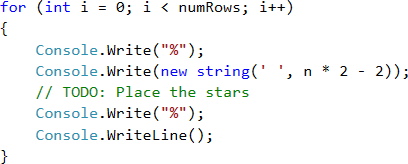 for (int i = 0; i < numRows; i++)
{
    Console.Write("%");
    Console.Write(new string(' ', n * 2 - 2));
    // TODO: Place the stars
    Console.Write("%");
    Console.WriteLine();
}